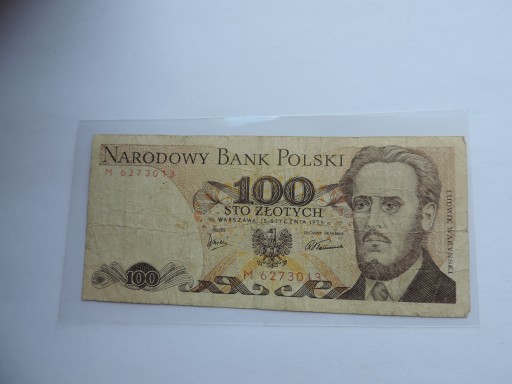 NARODOWY BANK POLSKI
M 6273013
100
STO ZŁOTYCH
WARSZAWA 15 STYCZNIA 1975 r.
M 6273013
100
LUDWIK WARYŃSKI